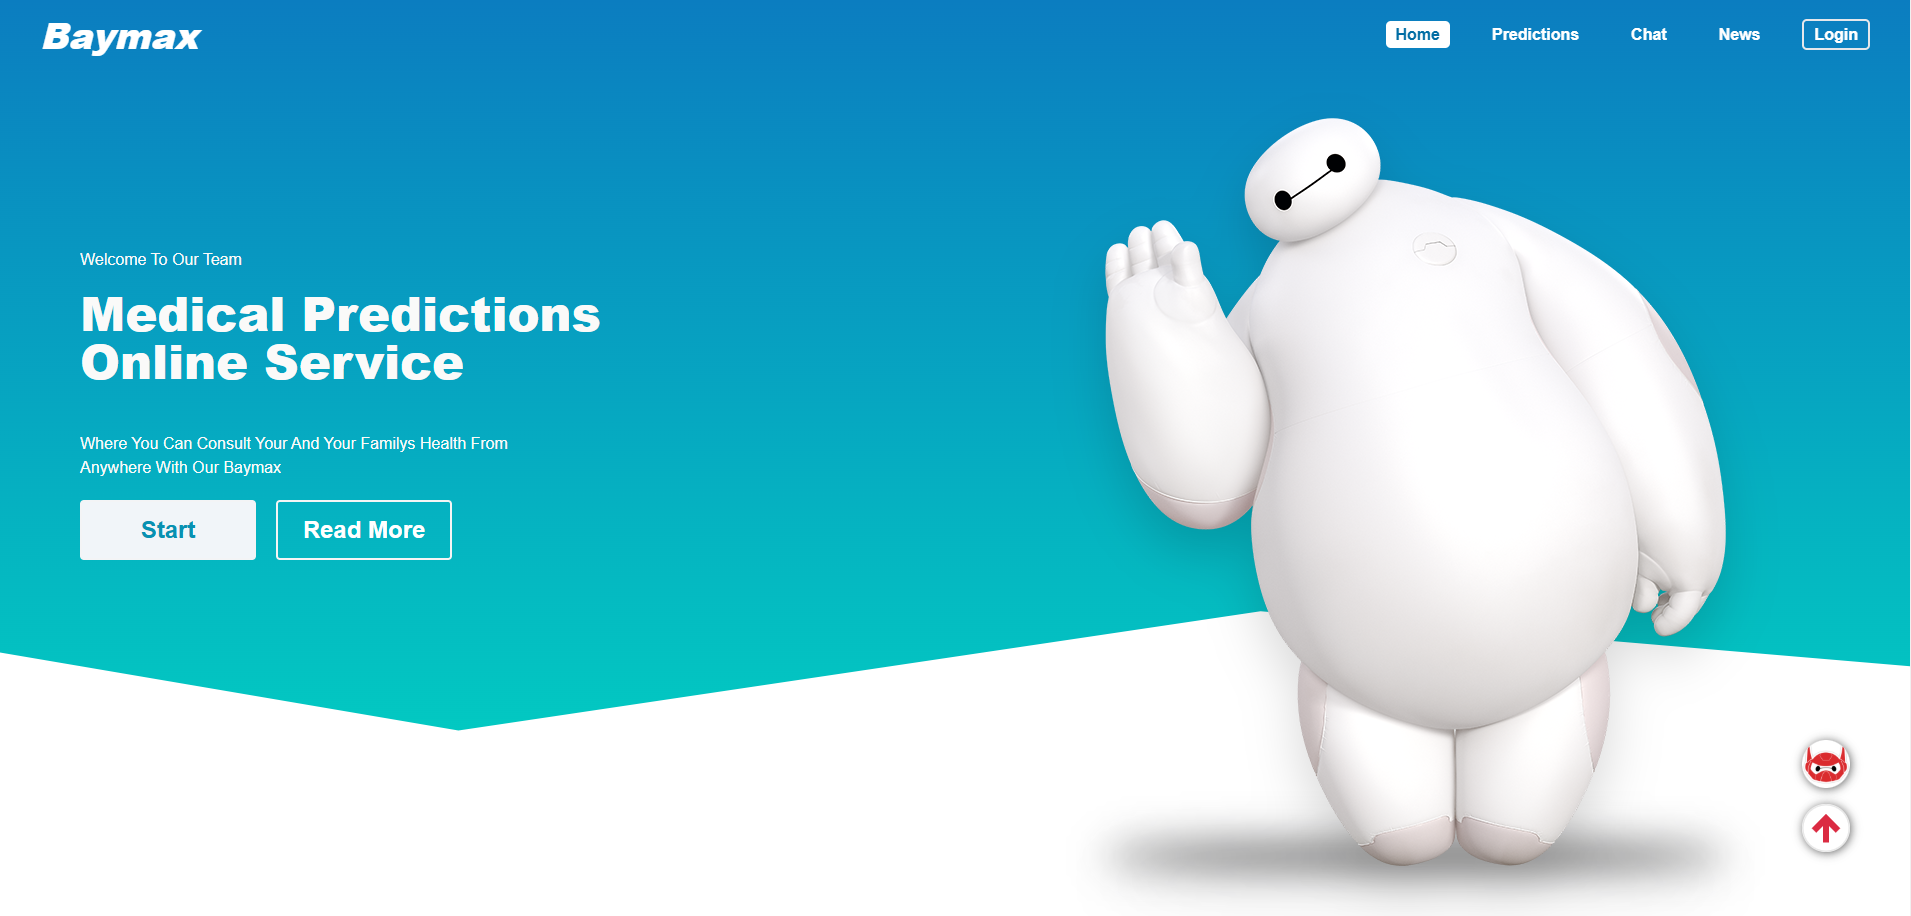 Baymax
Home Predictions Chat News Login
Welcome To Our Team
Medical Predictions
Online Service
Where You Can Consult Your And Your Familys Health From
Anywhere With Our Baymax
Start Read More